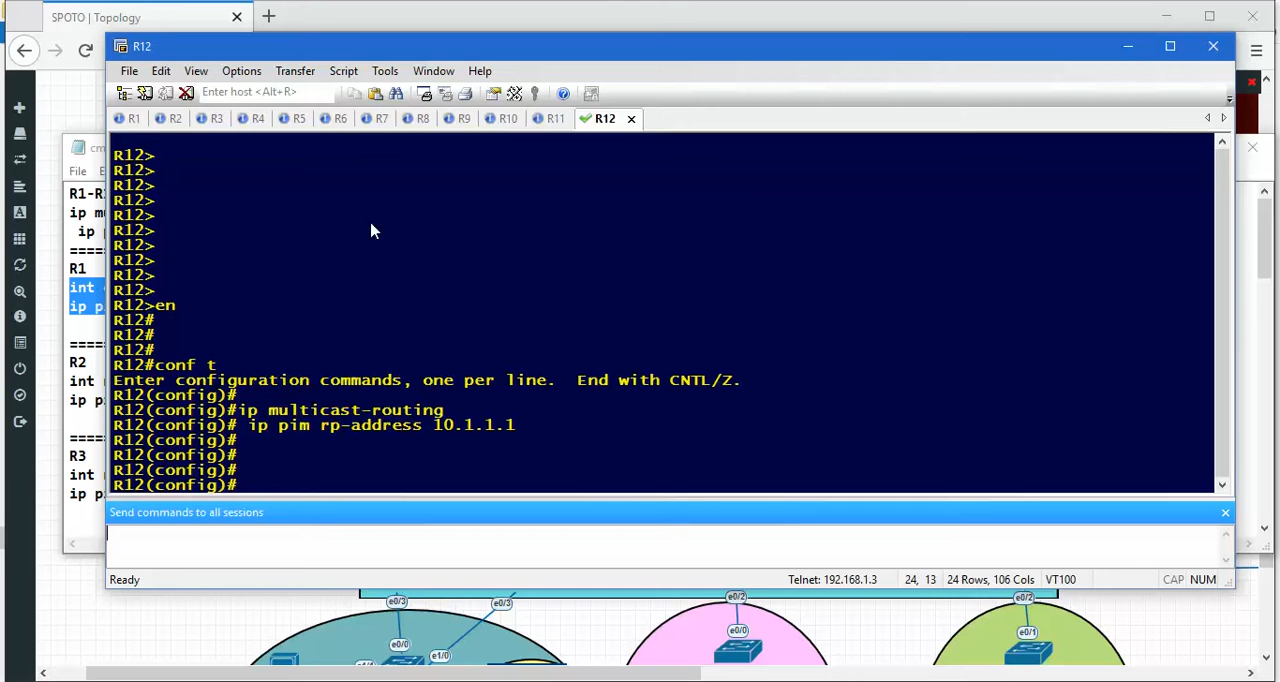 SPOTO | Topology
R12
File Edit View Options Transfer Script Tools Window Help
Enter host <Alt+R>
R1 R2 R3 R4 R5 R6 R7 R8 R9 R10 R11 R12
File
R12>
R12>
R12>
R12>
R12>
R12>
R12>
R12>
R12>
R12>
R12>en
R12#
R12#
R12#
R12#conf t
Enter configuration commands, one per line.  End with CNTL/Z.
R12(config)#
R12(config)#ip multicast-routing
R12(config)# ip pim rp-address 10.1.1.1
R12(config)#
R12(config)#
R12(config)#
R12(config)#
R1
int
R2
int
R3
int
Send commands to all sessions
Ready Telnet: 192.168.1.3 24, 13 24 Rows, 106 Cols VT100 CAP NUM
e0/3 e0/3 e0/2 e0/2
e0/0 e1/0 e0/0 e0/1